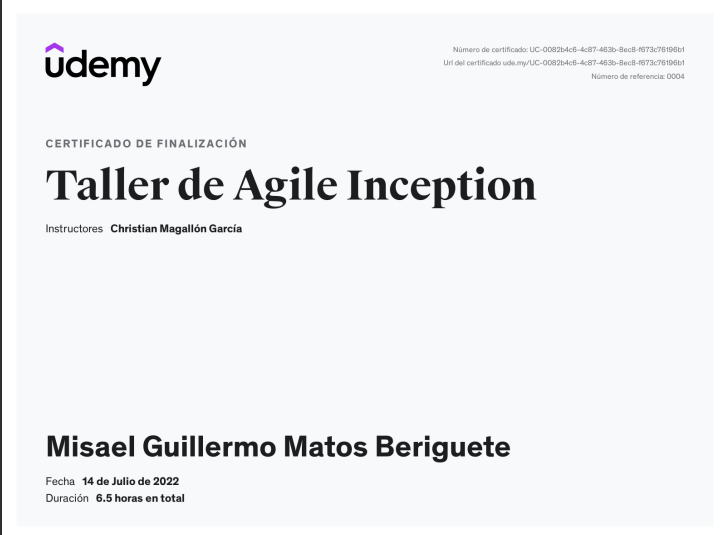 udemy
Número de certificado: UC-0082b4c6-4c87-463b-8ec8-f673c76196b1
Url del certificado ude.my/UC-0082b4c6-4c87-463b-8ec8-f673c76196b1
Número de referencia: 0004
CERTIFICADO DE FINALIZACIÓN
Taller de Agile Inception
Instructores Christian Magallón García
Misael Guillermo Matos Beriguete
Fecha 14 de Julio de 2022
Duración 6.5 horas en total